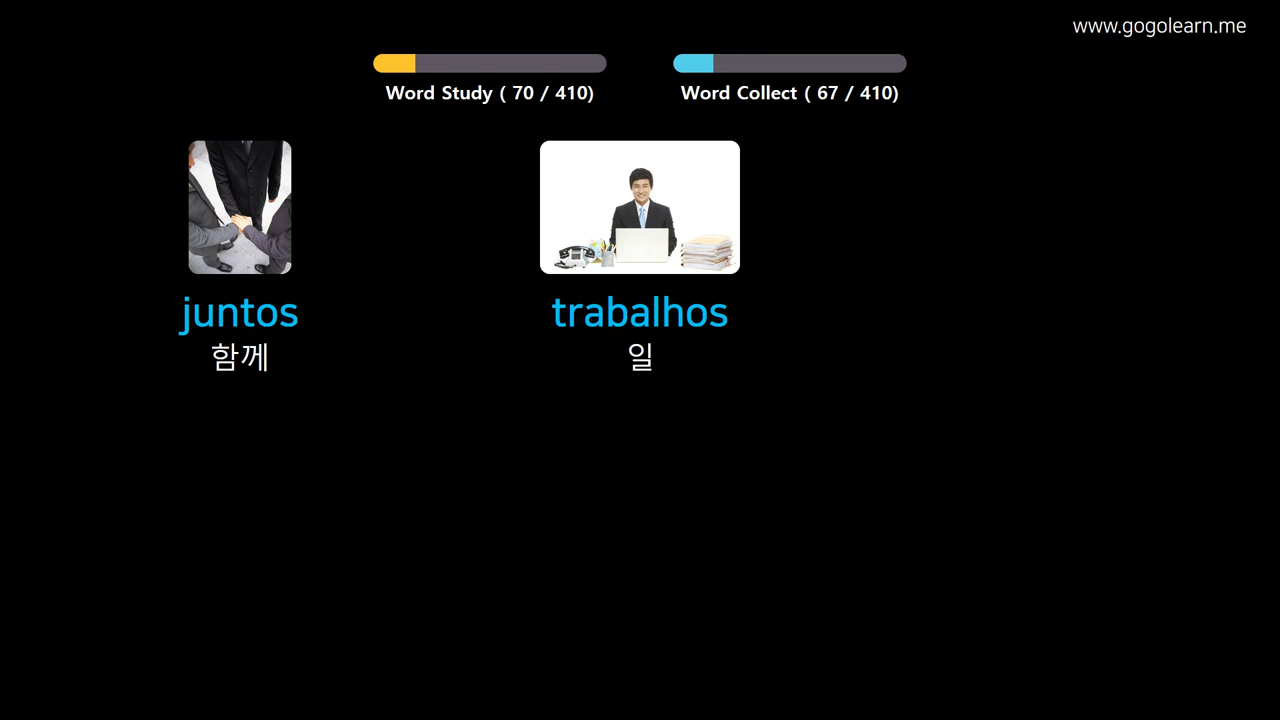 www.gogolearn.me
Word Study ( 70 / 410)
Word Collect ( 67 / 410)
juntos
함께
trabalhos
일